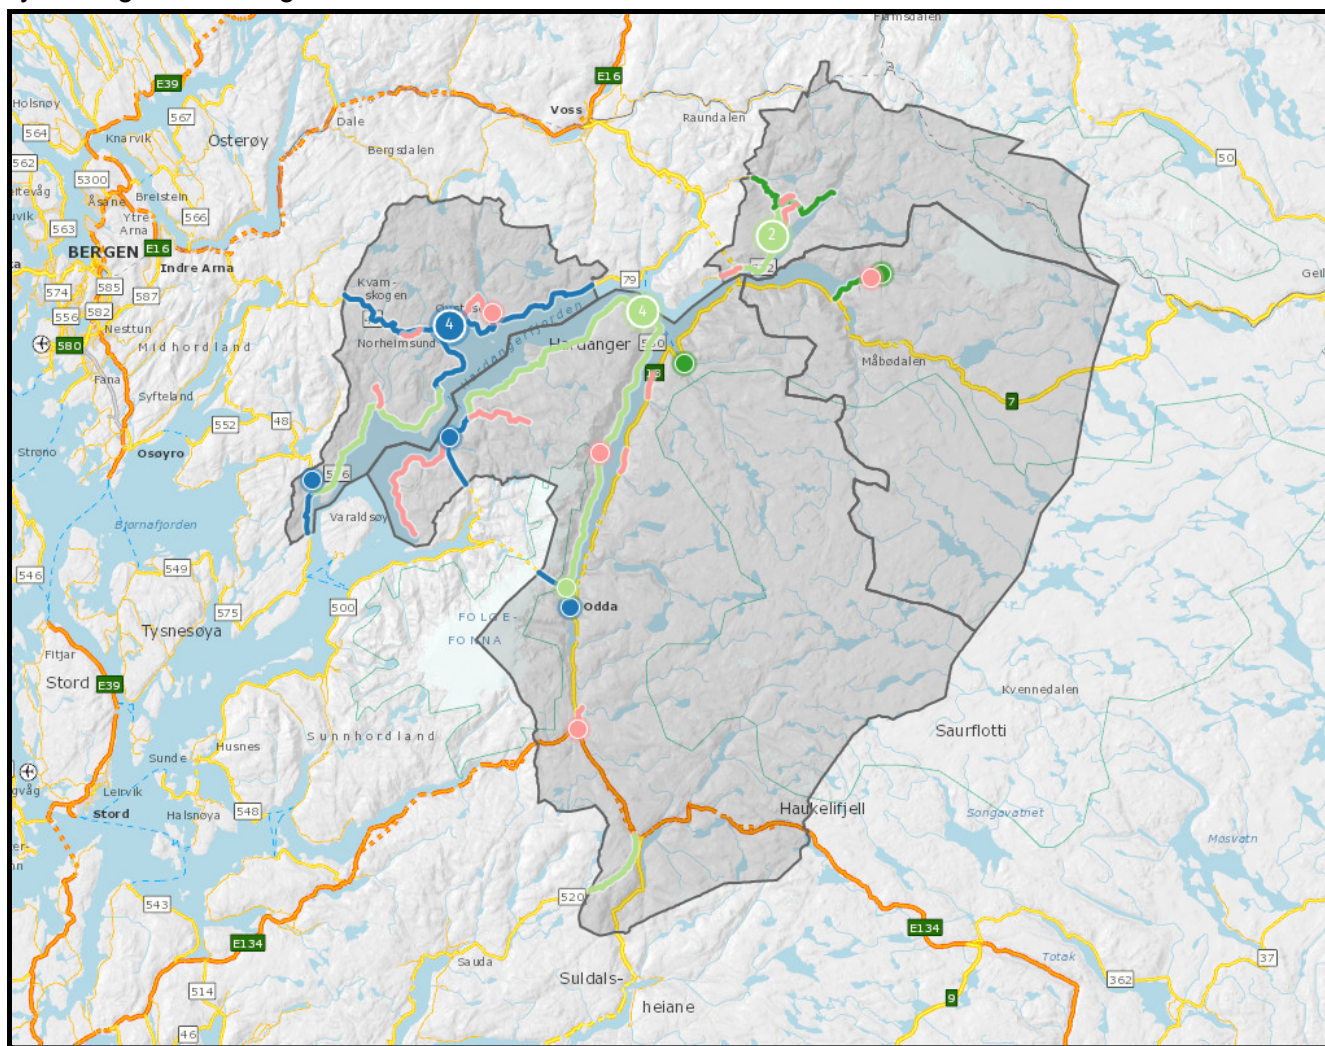 Flåmsdalen
E39
E16
Holsnøy
567
Voss
564
Knarvik
Dale
Raundalen
Osterøy
562
Bergsdalen
50
5300
Åsane
Breistein
566
563
Ytre
Arna
BERGEN
E16
2
Indre Arna
574
585
587
Kvam-
skogen
79
556
582
Nesttun
4
4
580
Midhordland
Norheimsund
Hardanger
Måbødalen
Fana
13
Syfteland
7
552
48
Strøno
Osøyro
Bjørnafjorden
Varaldsøy
546
549
575
500
Odda
FOLGE-
FONNA
Tysnesøya
Fitjar
Stord
E39
Kvennedalen
Saurflotti
Husnes
Sunnhordland
Sunde
Leirvik
Stord
Halsnøya
548
Haukelifjell
Songavatnet
Møsvatn
520
543
E134
E134
Sauda
Totak
37
Suldals-
heiane
362
514
9
46